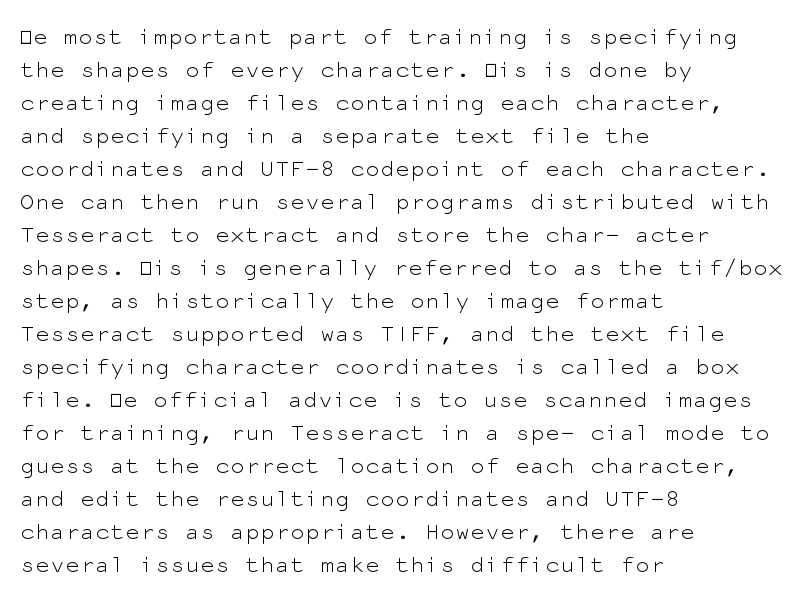 □e most important part of training is specifying
the shapes of every character. □is is done by
creating image files containing each character,
and specifying in a separate text file the
coordinates and UTF-8 codepoint of each character.
One can then run several programs distributed with
Tesseract to extract and store the char- acter
shapes. □is is generally referred to as the tif/box
step, as historically the only image format
Tesseract supported was TIFF, and the text file
specifying character coordinates is called a box
file. □e official advice is to use scanned images
for training, run Tesseract in a spe- cial mode to
guess at the correct location of each character,
and edit the resulting coordinates and UTF-8
characters as appropriate. However, there are
several issues that make this difficult for